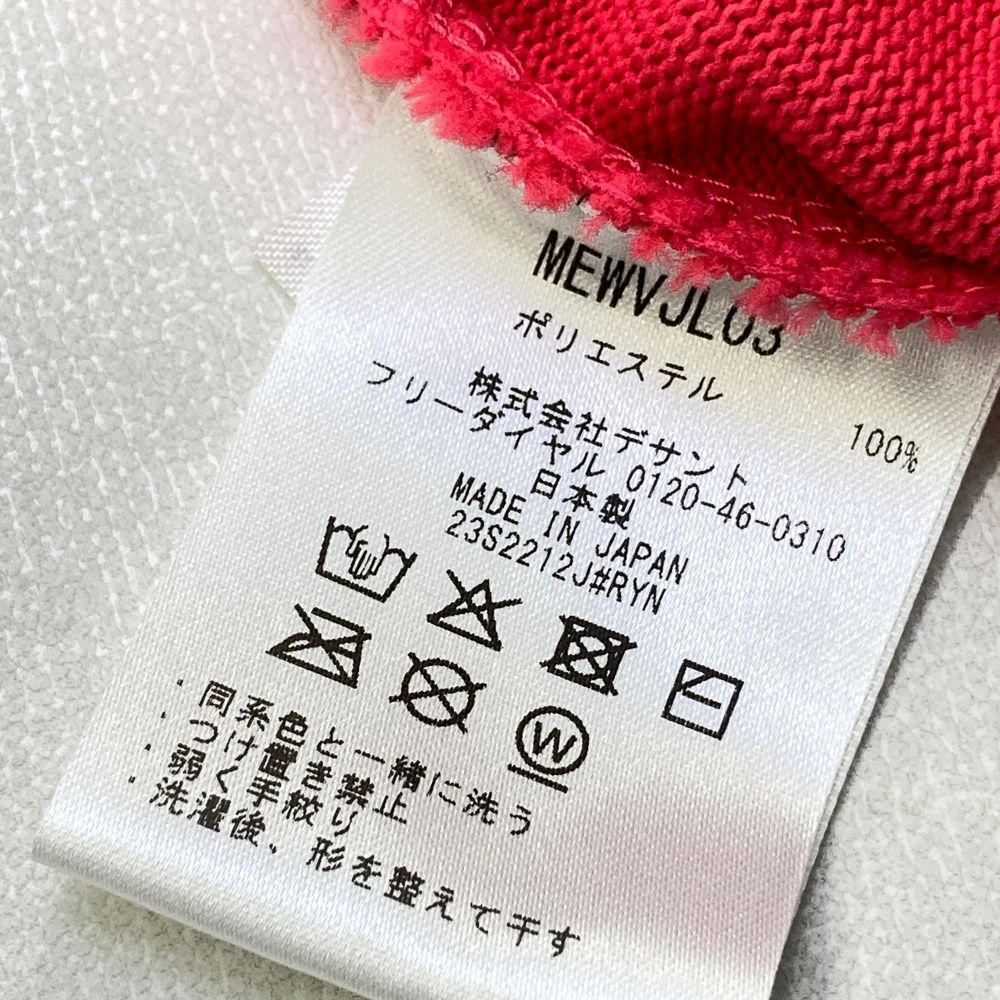 MEWVJL03
ポリエステル 100%
株式会社デサント
フリーダイヤル 0120-46-0310
日本製
MADE IN JAPAN
23S2212J#RYN
W
・同系色と一緒に洗う
・つけ置き禁止
・弱く手絞り
・洗濯後、形を整えて干す